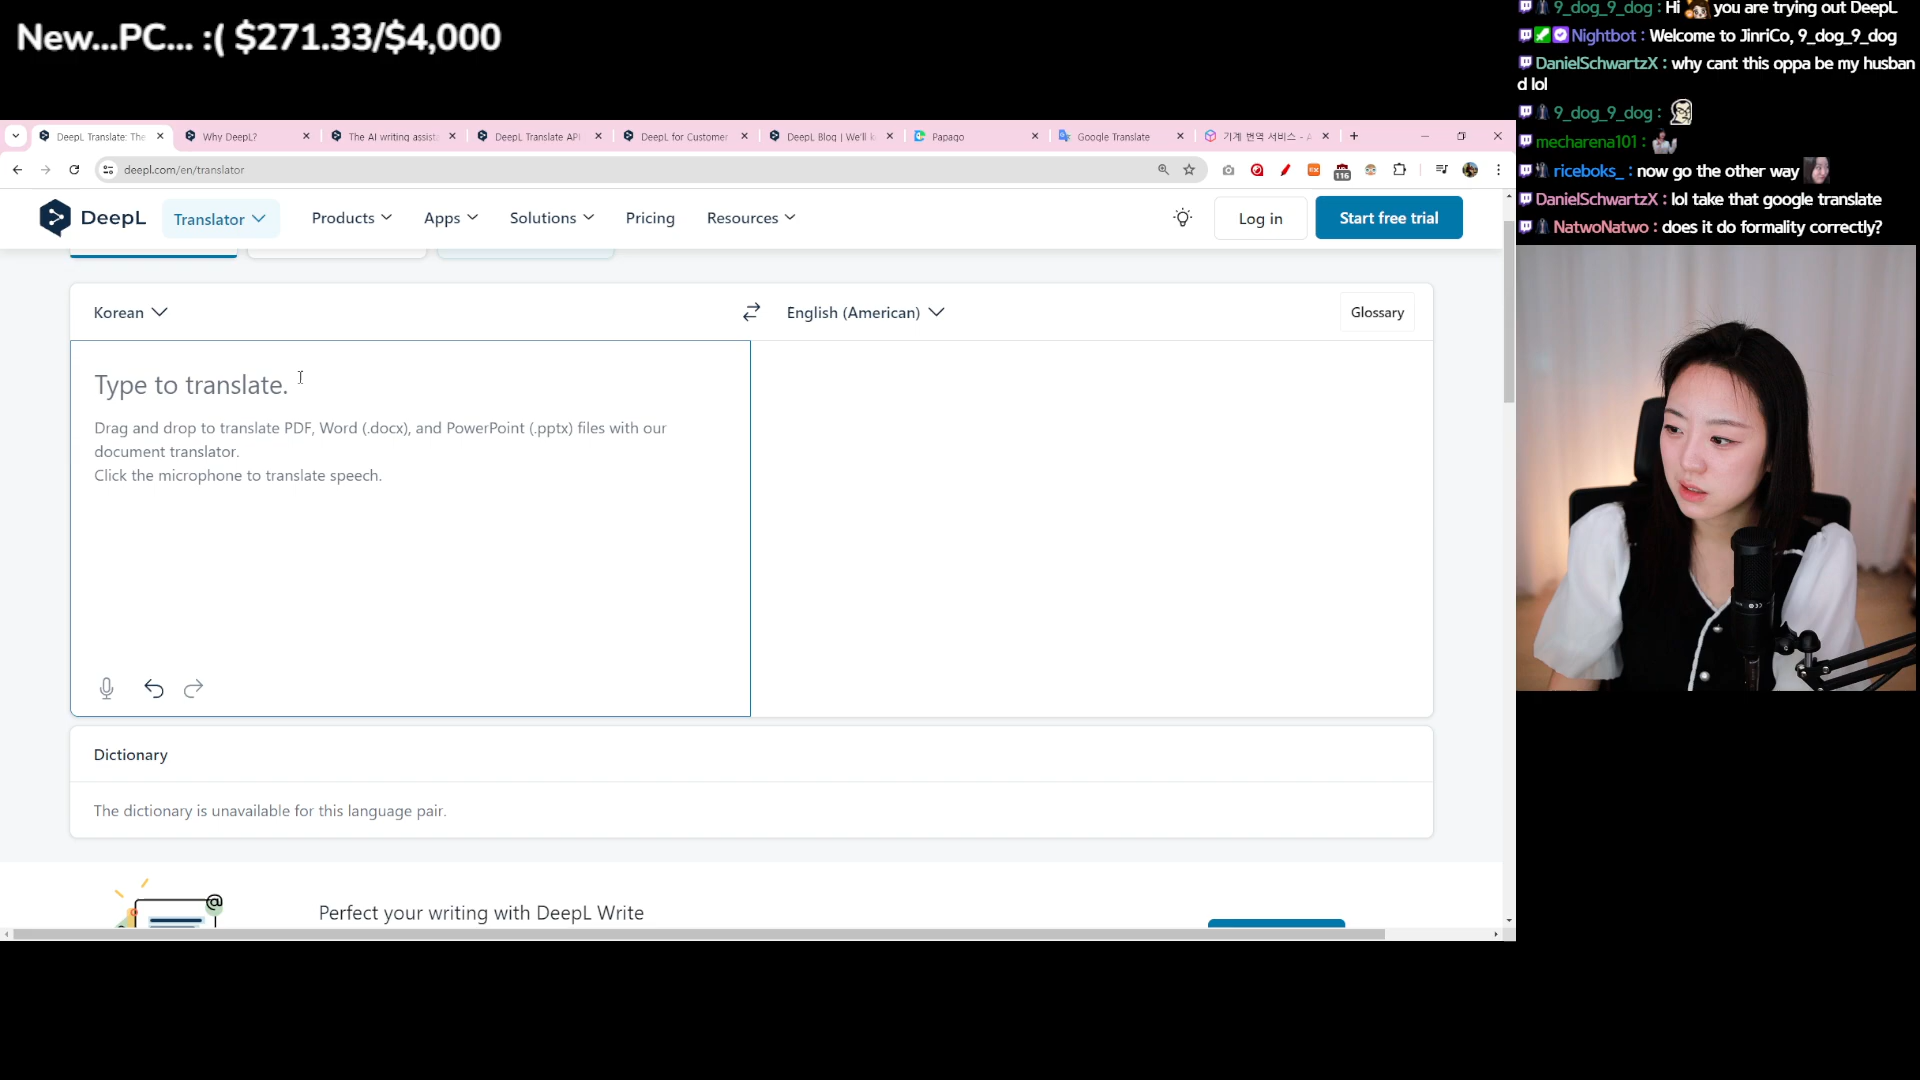 New...PC... :( $271.33/$4,000
9_dog_9_dog : Hi you are trying out DeepL
Nightbot : Welcome to JinriCo, 9_dog_9_dog
DanielSchwartzX : why cant this oppa be my husban
d lol
9_dog_9_dog :
mecharena101 :
riceboks_ : now go the other way
DanielSchwartzX : lol take that google translate
NatwoNatwo : does it do formality correctly?
DeepL Translate: The
Why DeepL?
The AI writing assist
DeepL Translate API
DeepL for Customer
DeepL Blog | We'll k
Papago
Google Translate
기계 번역 서비스 - A
deepl.com/en/translator
116
DeepL
Translator
Products
Apps
Solutions
Pricing
Resources
Log in
Start free trial
Korean
English (American)
Glossary
Type to translate.
Drag and drop to translate PDF, Word (.docx), and PowerPoint (.pptx) files with our
document translator.
Click the microphone to translate speech.
Dictionary
The dictionary is unavailable for this language pair.
@
Perfect your writing with DeepL Write